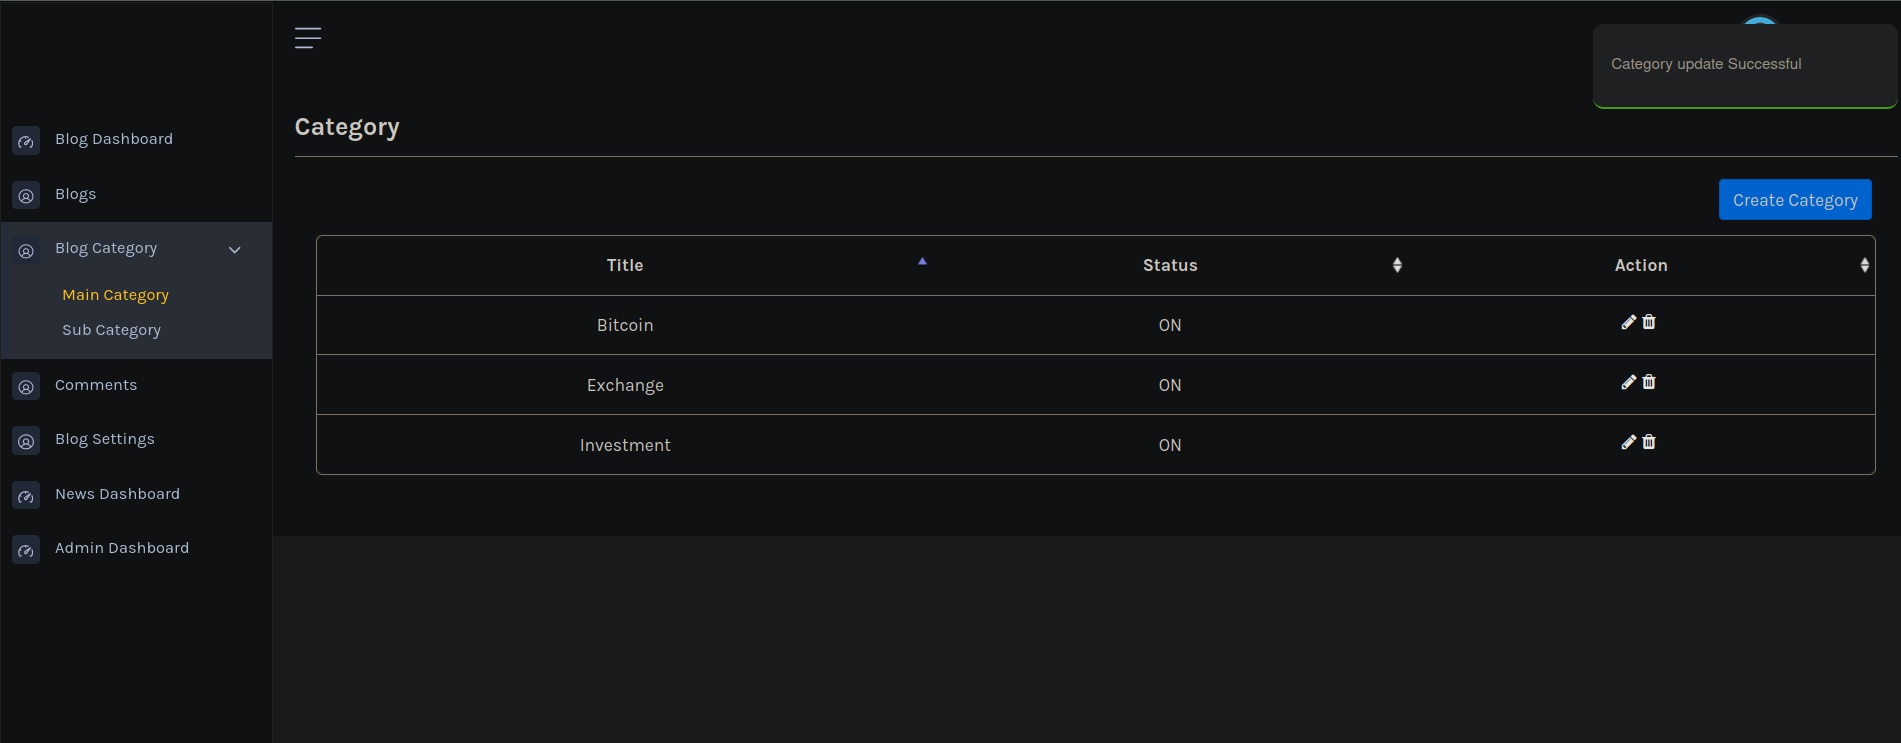 Category update Successful
Blog Dashboard
Blogs
Blog Category
Main Category
Sub Category
Comments
Blog Settings
News Dashboard
Admin Dashboard
Category
Create Category
Title Status Action
Bitcoin ON
Exchange ON
Investment ON